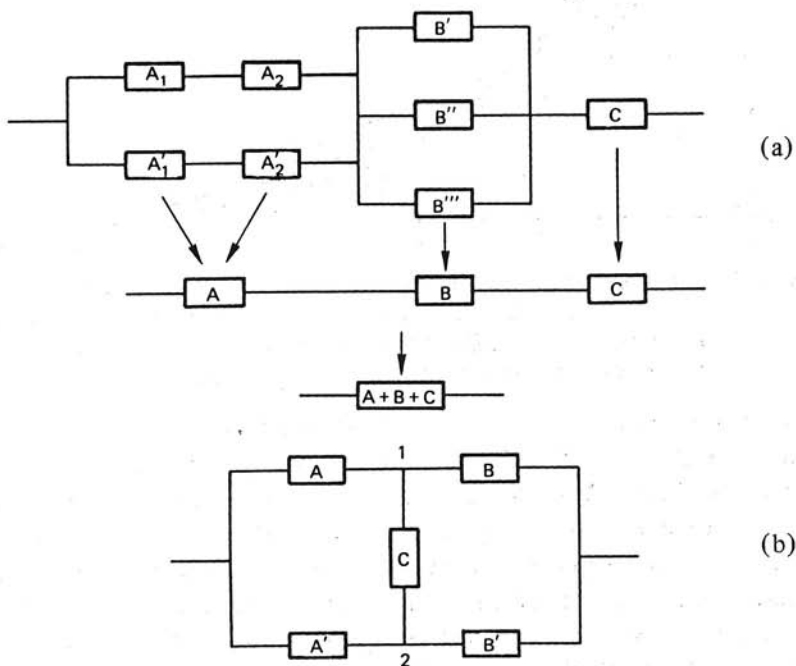 B'
A₁ A₂
B'' C
(a)
A'₁ A'₂
B'''
A B C
A + B + C
1
A B
C
(b)
A' B'
2